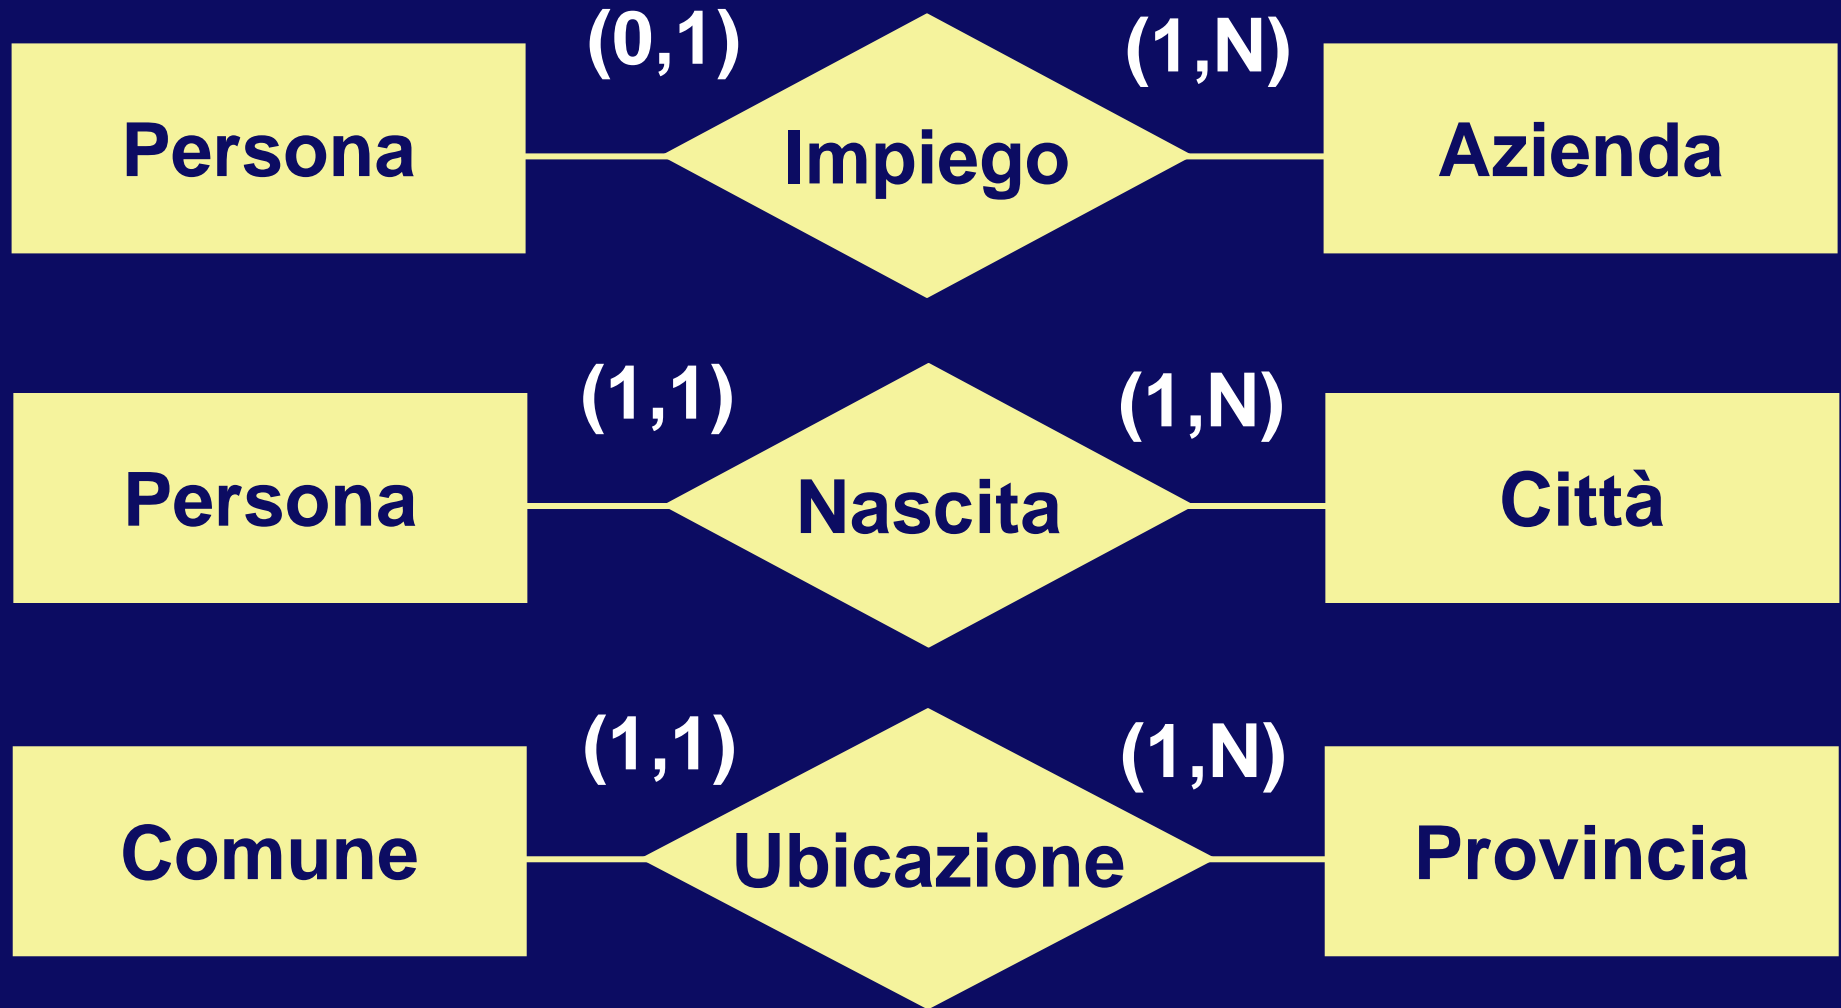 (0,1) (1,N)
Persona Impiego Azienda
(1,1) (1,N)
Persona Nascita Città
(1,1) (1,N)
Comune Ubicazione Provincia